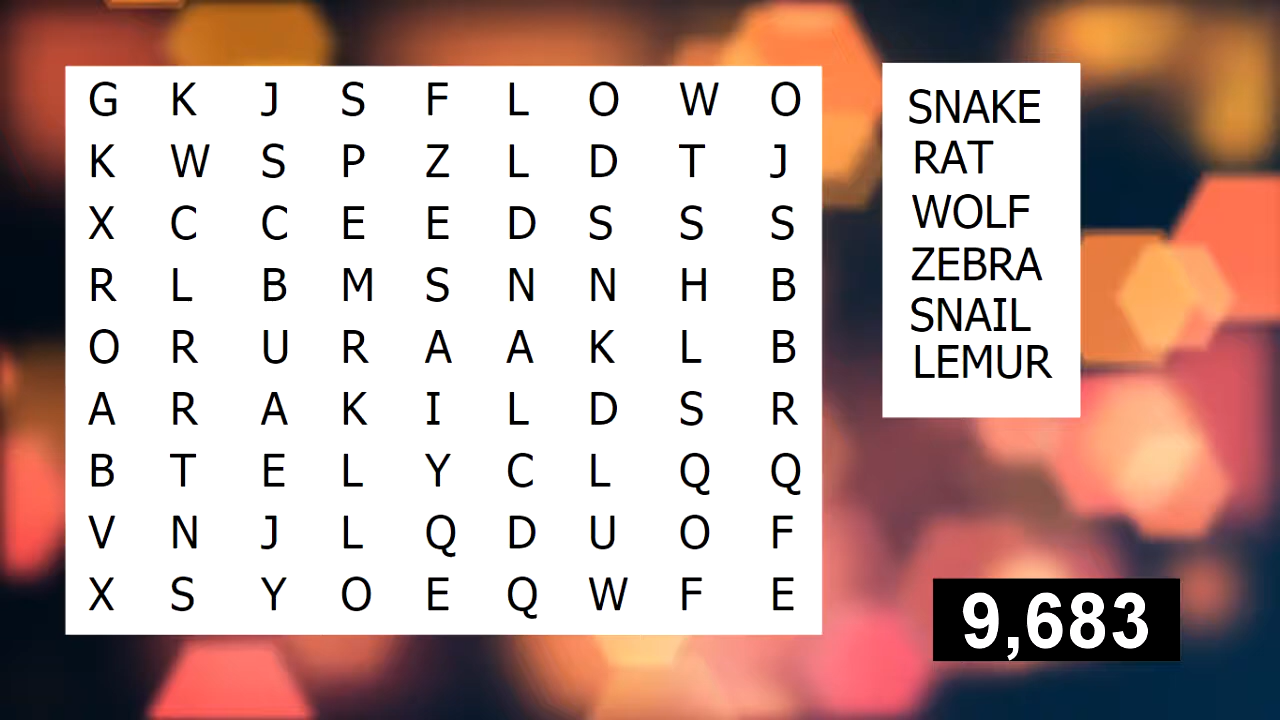 G K J S F L O W O
K W S P Z L D T J
X C C E E D S S S
R L B M S N N H B
O R U R A A K L B
A R A K I L D S R
B T E L Y C L Q Q
V N J L Q D U O F
X S Y O E Q W F E
SNAKE
RAT
WOLF
ZEBRA
SNAIL
LEMUR
9,683